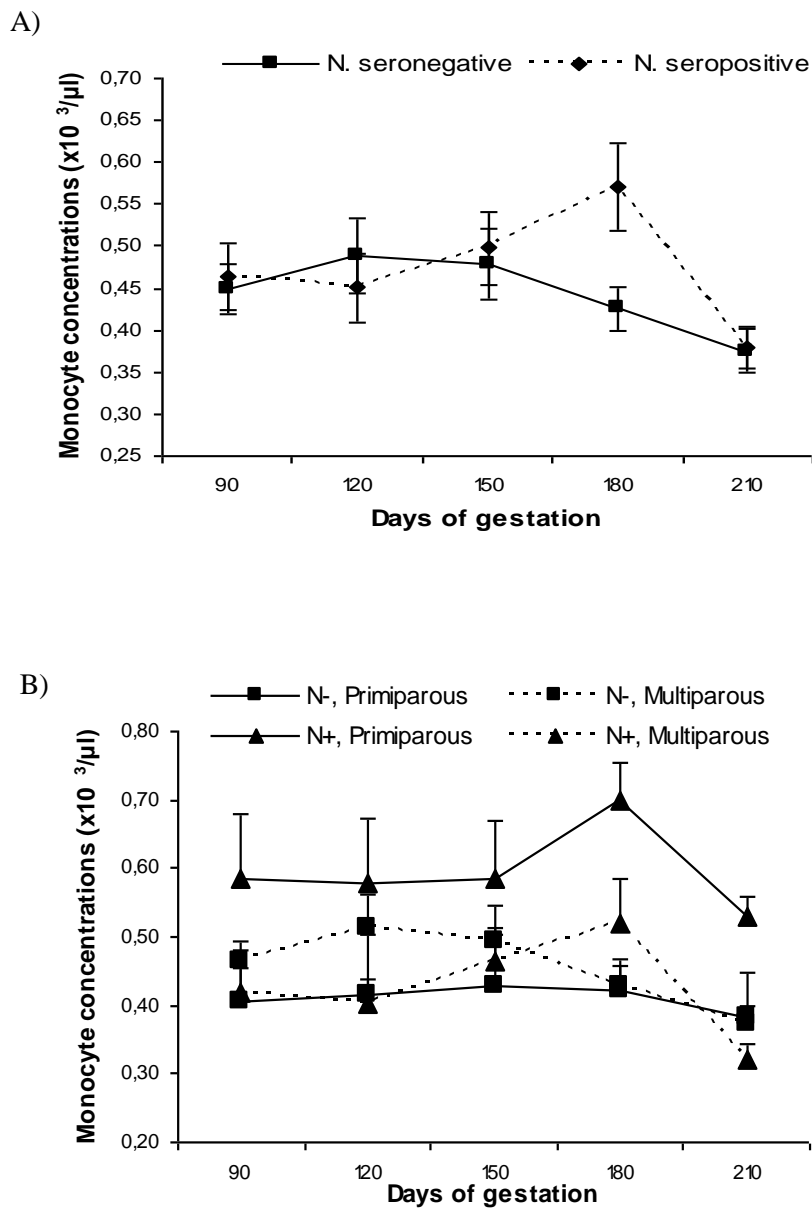 A)
N. seronegative N. seropositive
Monocyte concentrations (x10 3/µl)
0,70
0,65
0,60
0,55
0,50
0,45
0,40
0,35
0,30
0,25
90 120 150 180 210
Days of gestation
B)
N-, Primiparous N-, Multiparous
N+, Primiparous N+, Multiparous
Monocyte concentrations (x10 3/µl)
0,80
0,70
0,60
0,50
0,40
0,30
0,20
90 120 150 180 210
Days of gestation